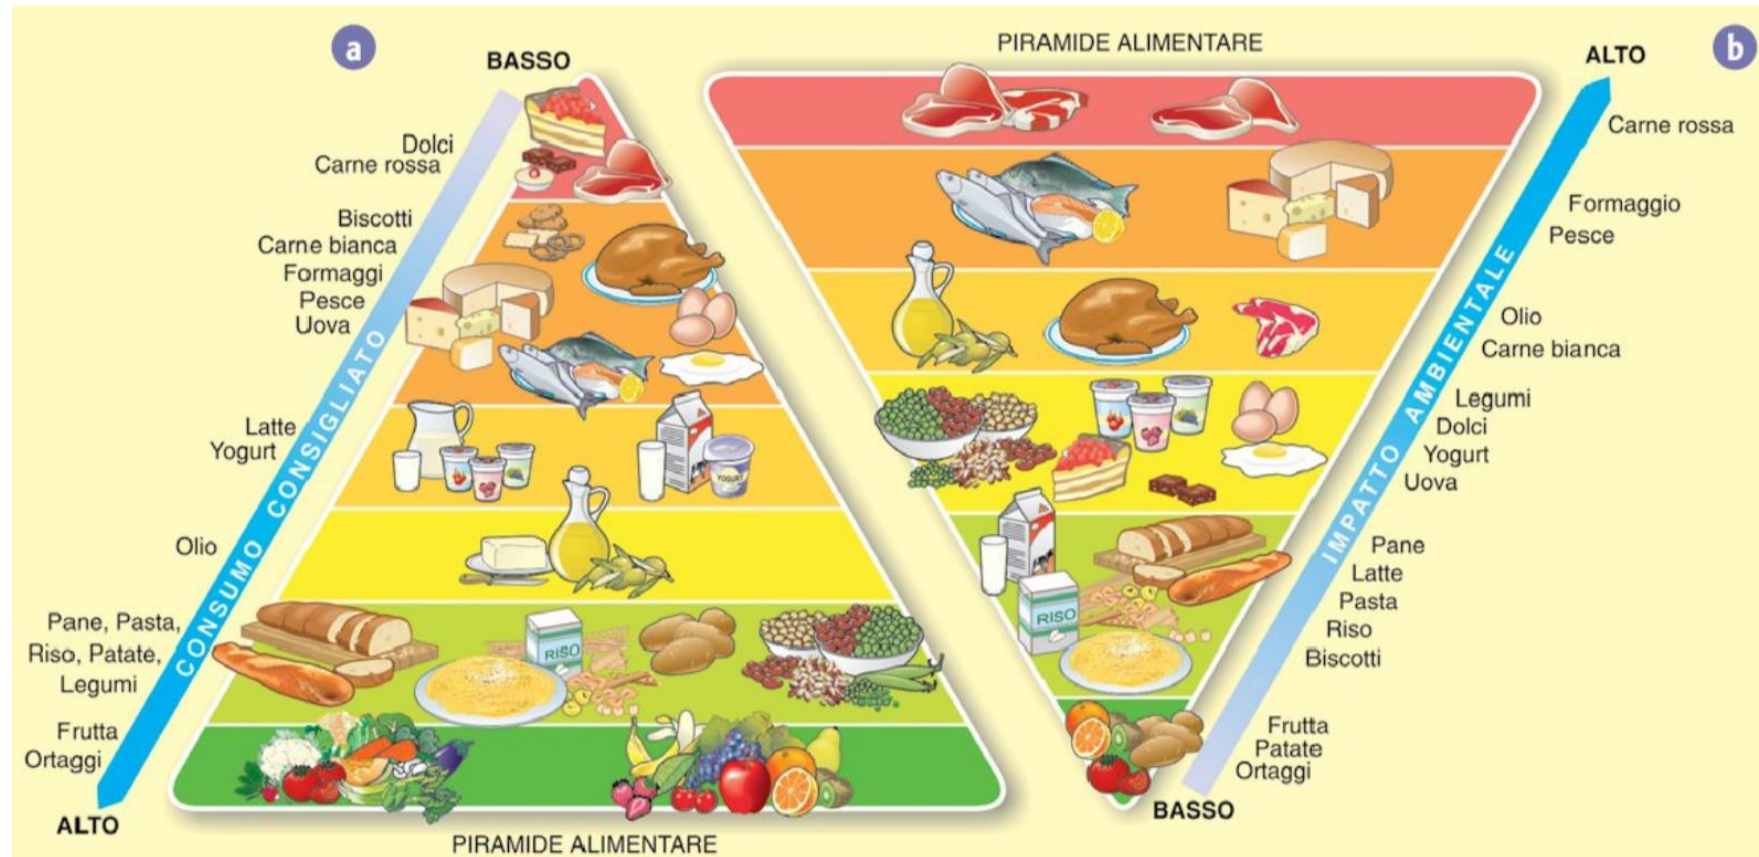 a
BASSO
Dolci
Carne rossa
Biscotti
Carne bianca
Formaggi
Pesce
Uova
Latte
Yogurt
Olio
Pane, Pasta,
Riso, Patate,
Legumi
Frutta
Ortaggi
ALTO
CONSUMO CONSIGLIATO
YOGURT
RISO
PIRAMIDE ALIMENTARE
PIRAMIDE ALIMENTARE
b
ALTO
Carne rossa
Formaggio
Pesce
Olio
Carne bianca
Legumi
Dolci
Yogurt
Uova
Pane
Latte
Pasta
Riso
Biscotti
Frutta
Patate
Ortaggi
BASSO
IMPATTO AMBIENTALE
RISO